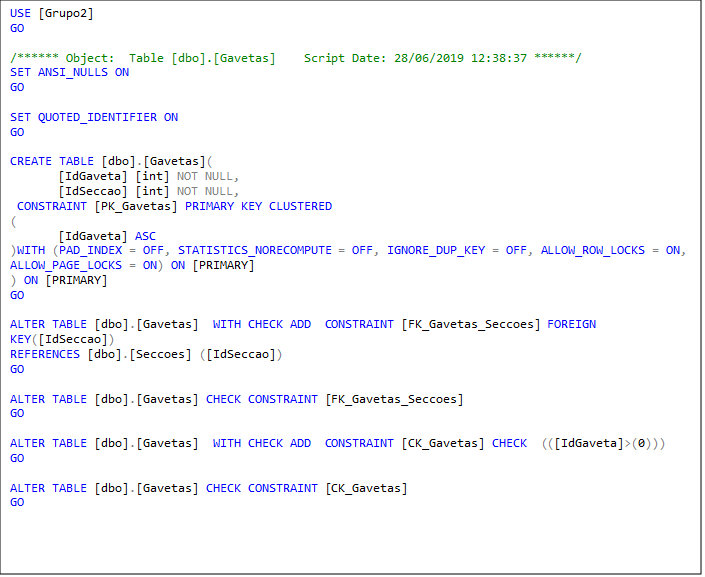 USE [Grupo2]
GO
/****** Object:  Table [dbo].[Gavetas]    Script Date: 28/06/2019 12:38:37 ******/
SET ANSI_NULLS ON
GO
SET QUOTED_IDENTIFIER ON
GO
CREATE TABLE [dbo].[Gavetas](
[IdGaveta] [int] NOT NULL,
[IdSeccao] [int] NOT NULL,
CONSTRAINT [PK_Gavetas] PRIMARY KEY CLUSTERED
(
[IdGaveta] ASC
)WITH (PAD_INDEX = OFF, STATISTICS_NORECOMPUTE = OFF, IGNORE_DUP_KEY = OFF, ALLOW_ROW_LOCKS = ON,
ALLOW_PAGE_LOCKS = ON) ON [PRIMARY]
) ON [PRIMARY]
GO
ALTER TABLE [dbo].[Gavetas]  WITH CHECK ADD  CONSTRAINT [FK_Gavetas_Seccoes] FOREIGN
KEY([IdSeccao])
REFERENCES [dbo].[Seccoes] ([IdSeccao])
GO
ALTER TABLE [dbo].[Gavetas] CHECK CONSTRAINT [FK_Gavetas_Seccoes]
GO
ALTER TABLE [dbo].[Gavetas]  WITH CHECK ADD  CONSTRAINT [CK_Gavetas] CHECK  (([IdGaveta]>(0)))
GO
ALTER TABLE [dbo].[Gavetas] CHECK CONSTRAINT [CK_Gavetas]
GO